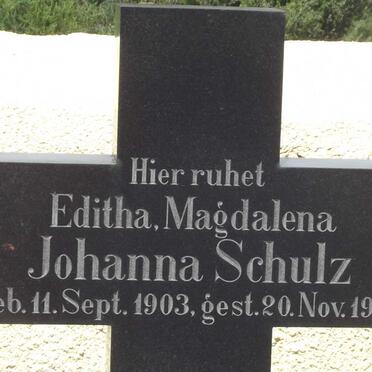 Hier ruhet
Editha, Magdalena
Johanna Schulz
eb. 11. Sept. 1903, gest. 20. Nov. 19